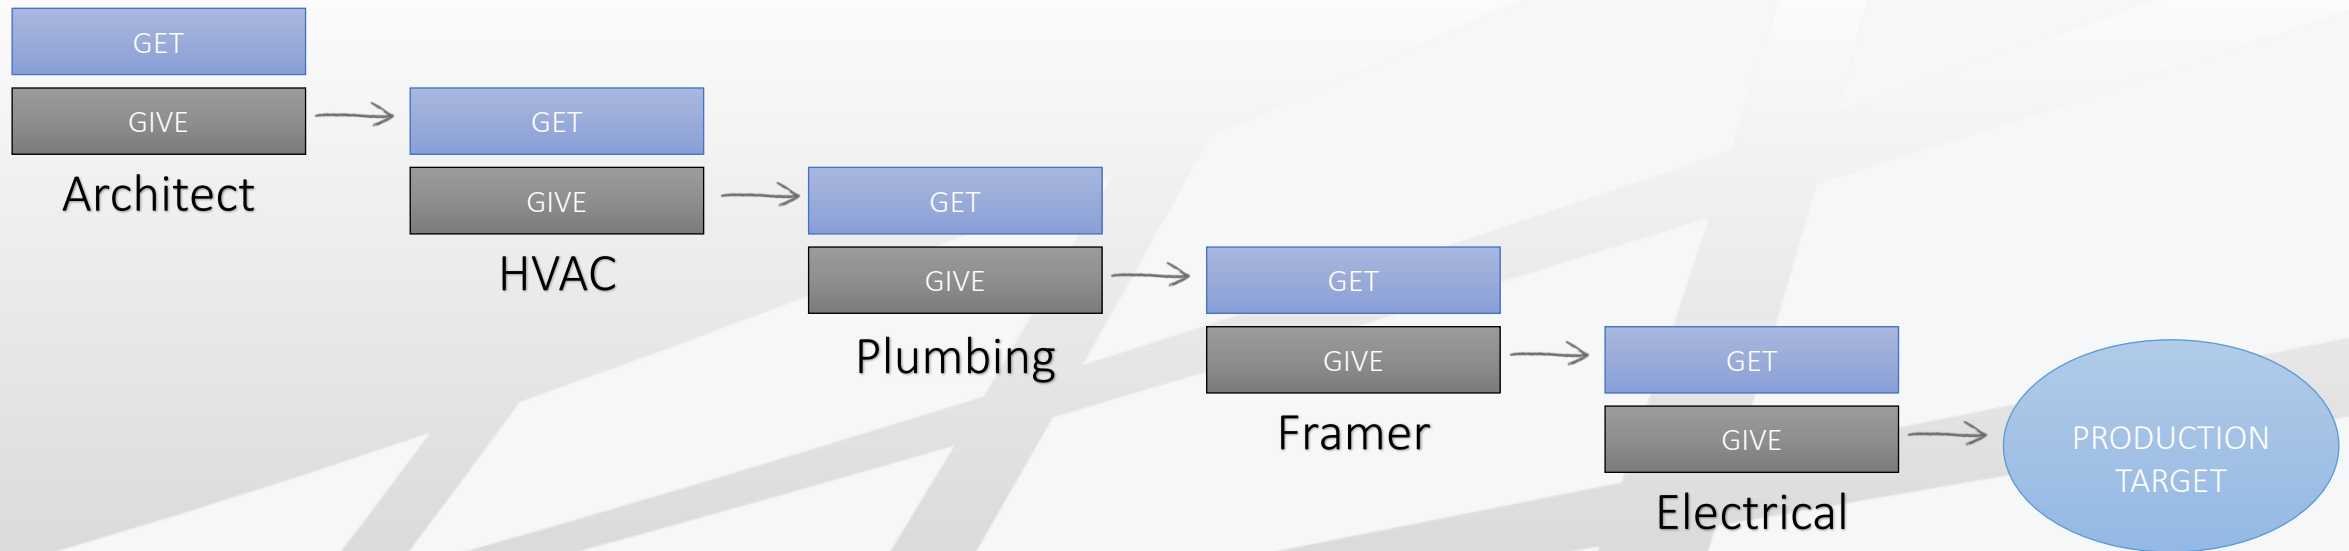 GET
GIVE
Architect
GET
GIVE
HVAC
GET
GIVE
Plumbing
GET
GIVE
Framer
GET
GIVE
Electrical
PRODUCTION
TARGET